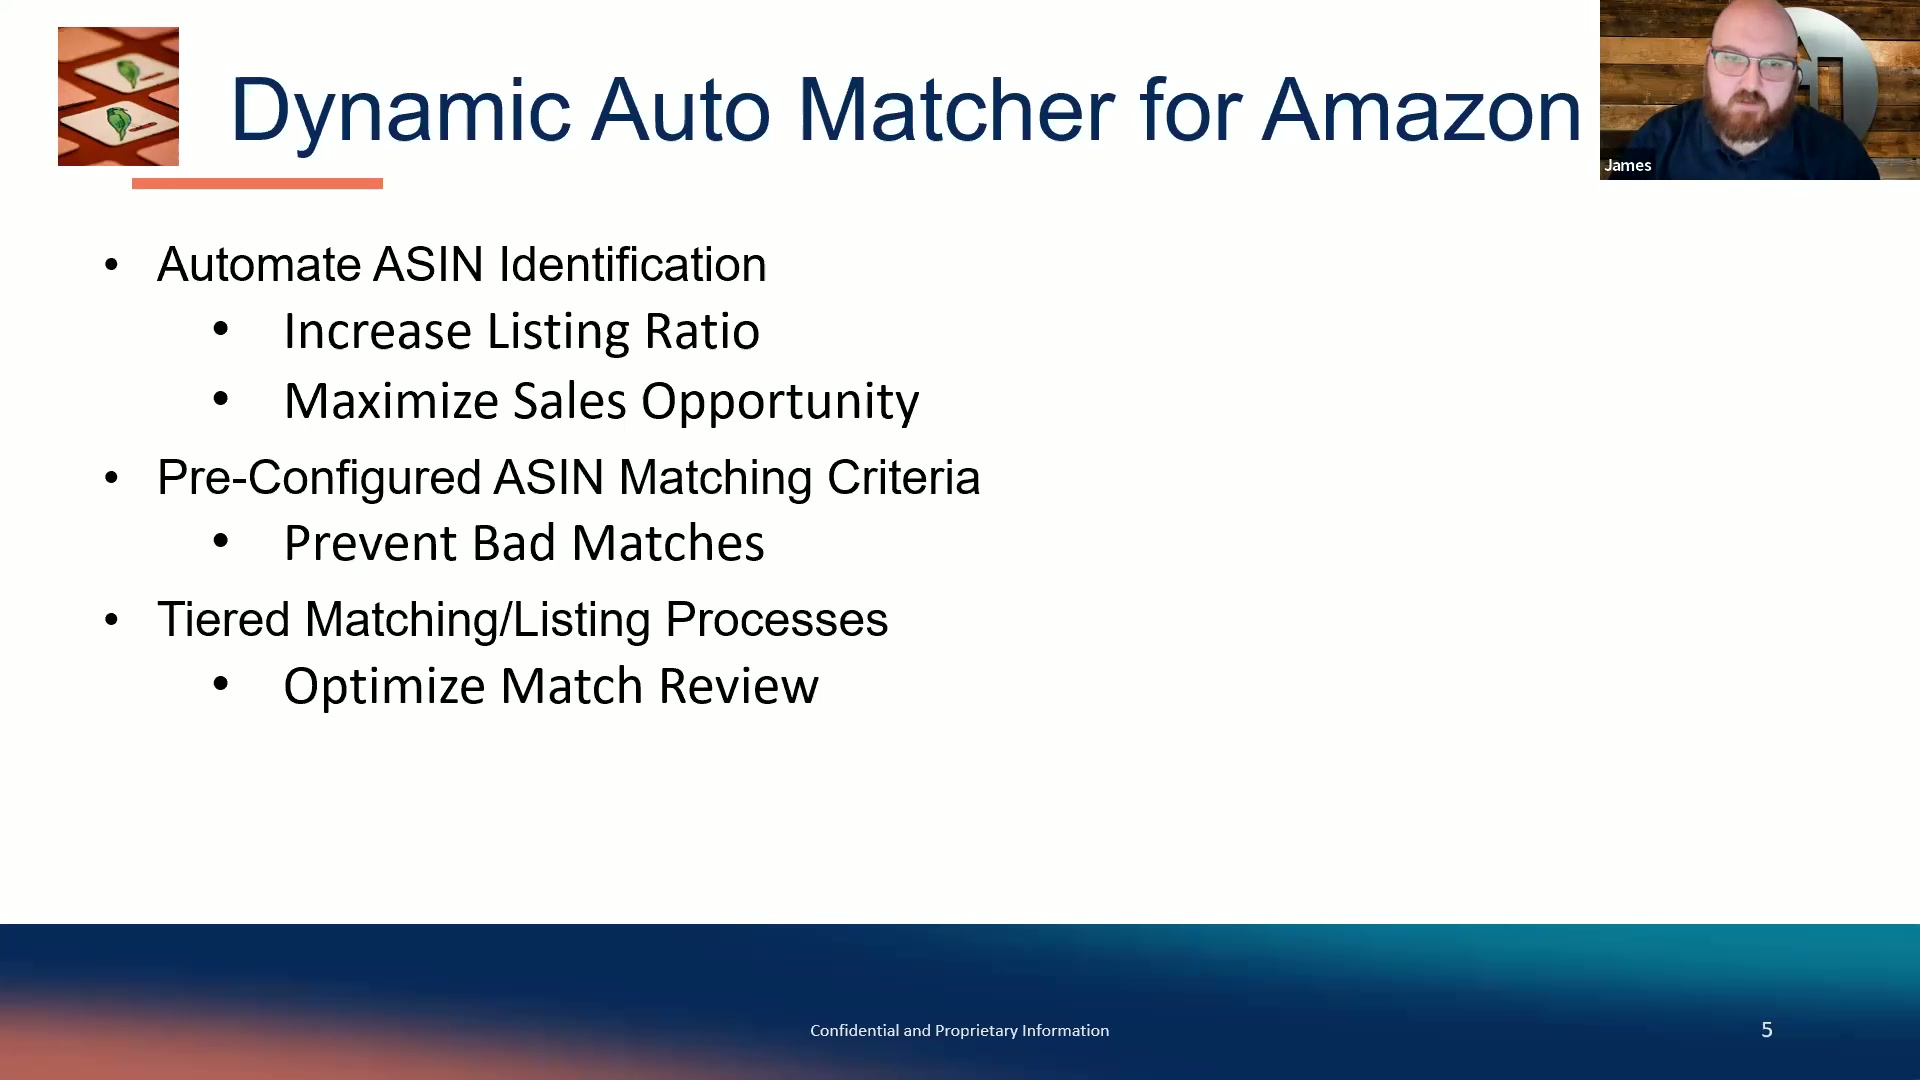 Dynamic Auto Matcher for Amazon
James
• Automate ASIN Identification
• Increase Listing Ratio
• Maximize Sales Opportunity
• Pre-Configured ASIN Matching Criteria
• Prevent Bad Matches
• Tiered Matching/Listing Processes
• Optimize Match Review
Confidential and Proprietary Information
5